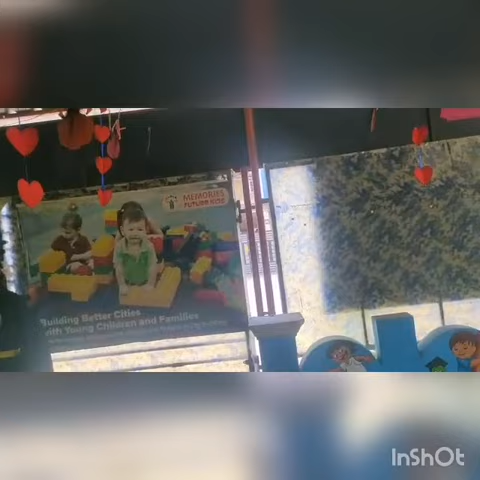 MEMORIES
FUTURE KIDZ
Building Better Cities
with Young Children and Families
InShOt